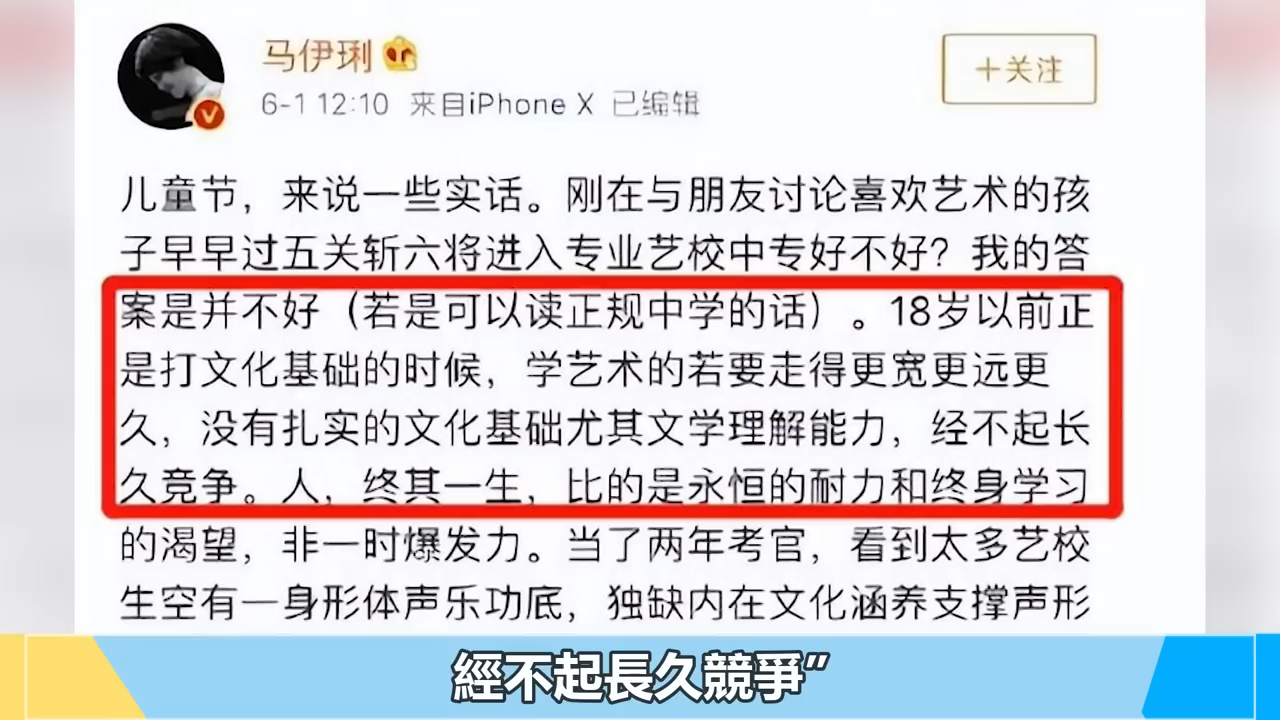 马伊琍
+关注
6-1 12:10 来自iPhone X 已编辑
儿童节，来说一些实话。刚在与朋友讨论喜欢艺术的孩
子早早过五关斩六将进入专业艺校中专好不好？我的答
案是并不好（若是可以读正规中学的话）。18岁以前正
是打文化基础的时候，学艺术的若要走得更宽更远更
久，没有扎实的文化基础尤其文学理解能力，经不起长
久竞争。人，终其一生，比的是永恒的耐力和终身学习
的渴望，非一时爆发力。当了两年考官，看到太多艺校
生空有一身形体声乐功底，独缺内在文化涵养支撑声形
經不起長久競爭”